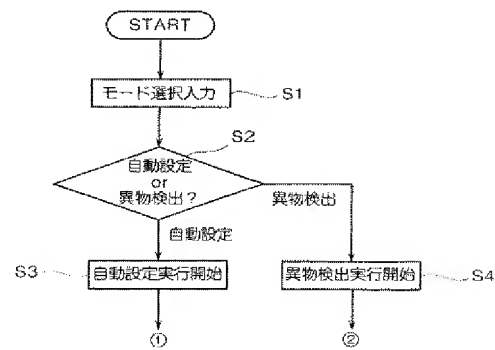 START
モード選択入力
S1
S2
自動設定
or
異物検出？
異物検出
自動設定
S3
自動設定実行開始
異物検出実行開始
S4
①
②